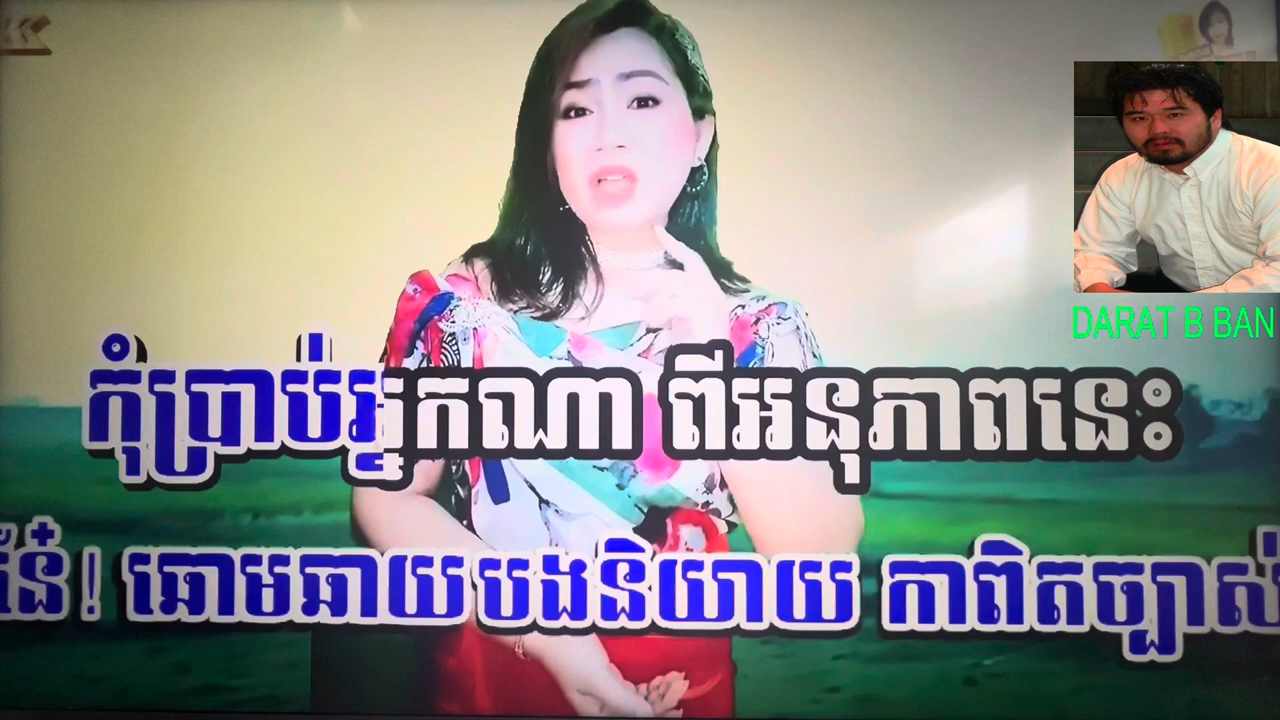 DARAT B BAN
កុំប្រាប់អ្នកណា ពីអនុភាពនេះ
! ឆោមឆាយបងនិយាយ កាពិតច្បាស់